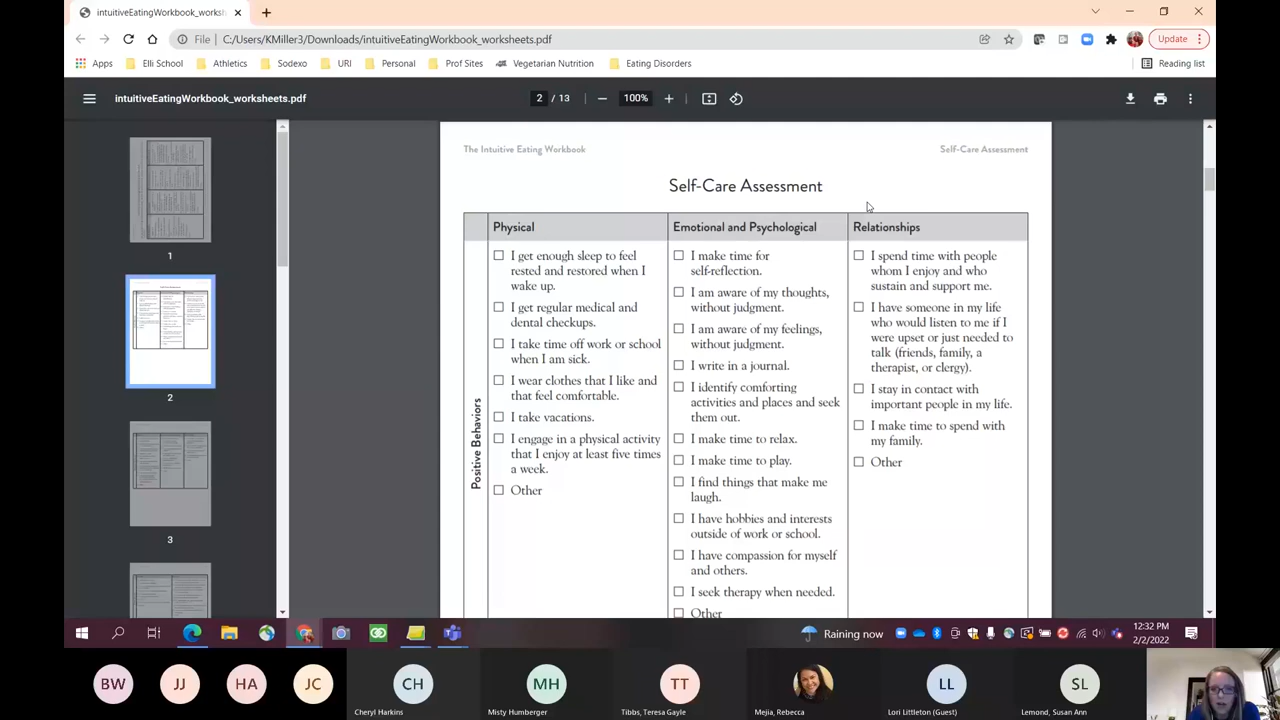 intuitiveEatingWorkbook_worksheets.pdf
File
C:/Users/KMiller3/Downloads/intuitiveEatingWorkbook_worksheets.pdf
Update
Apps
Elli School
Athletics
Sodexo
URI
Personal
Prof Sites
Vegetarian Nutrition
Eating Disorders
Reading list
intuitiveEatingWorkbook_worksheets.pdf
2 / 13
100%
1
2
3
The Intuitive Eating Workbook
Self-Care Assessment
Self-Care Assessment
Positive Behaviors
Physical
I get enough sleep to feel
rested and restored when I
wake up.
I get regular medical and
dental checkups.
I take time off work or school
when I am sick.
I wear clothes that I like and
that feel comfortable.
I take vacations.
I engage in a physical activity
that I enjoy at least five times
a week.
Other
Emotional and Psychological
I make time for
self-reflection.
I am aware of my thoughts,
without judgment.
I am aware of my feelings,
without judgment.
I write in a journal.
I identify comforting
activities and places and seek
them out.
I make time to relax.
I make time to play.
I find things that make me
laugh.
I have hobbies and interests
outside of work or school.
I have compassion for myself
and others.
I seek therapy when needed.
Other
Relationships
I spend time with people
whom I enjoy and who
sustain and support me.
I have someone in my life
who would listen to me if I
were upset or just needed to
talk (friends, family, a
therapist, or clergy).
I stay in contact with
important people in my life.
I make time to spend with
my family.
Other
Raining now
12:32 PM
2/2/2022
BW
JJ
HA
JC
CH
Cheryl Harkins
MH
Misty Humberger
TT
Tibbs, Teresa Gayle
Mejia, Rebecca
LL
Lori Littleton (Guest)
SL
Lemond, Susan Ann